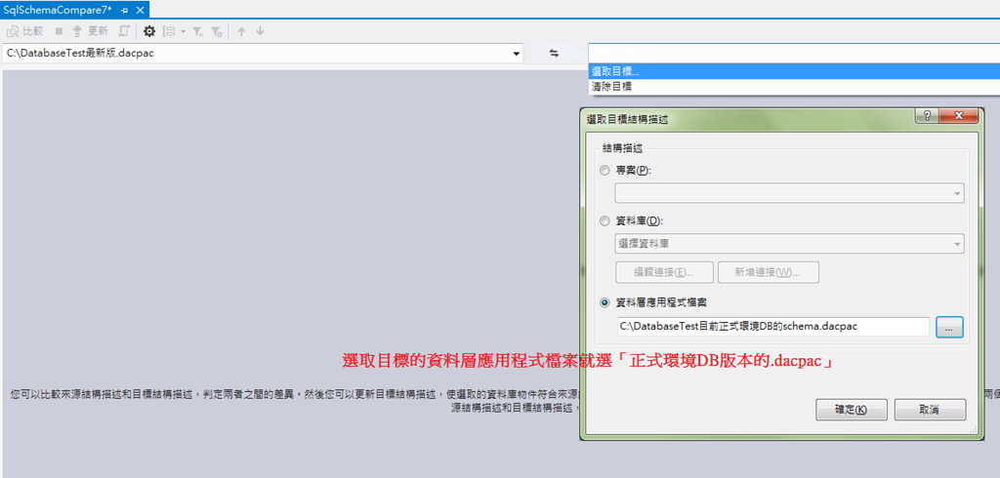 SqlSchemaCompare7*
比較 更新
C:\DatabaseTest最新版.dacpac
選取目標...
清除目標
選取目標結構描述
結構描述
專案(P):
資料庫(D):
選擇資料庫
編輯連接(E)... 新增連接(W)...
資料層應用程式檔案
C:\DatabaseTest目前正式環境DB的schema.dacpac
...
選取目標的資料層應用程式檔案就選「正式環境DB版本的.dacpac」
您可以比較來源結構描述和目標結構描述，判定兩者之間的差異。然後您可以更新目標結構描述，使選取的資料庫物件符合來源結 兩個
源結構描述和目標結構描述，
確定(K) 取消